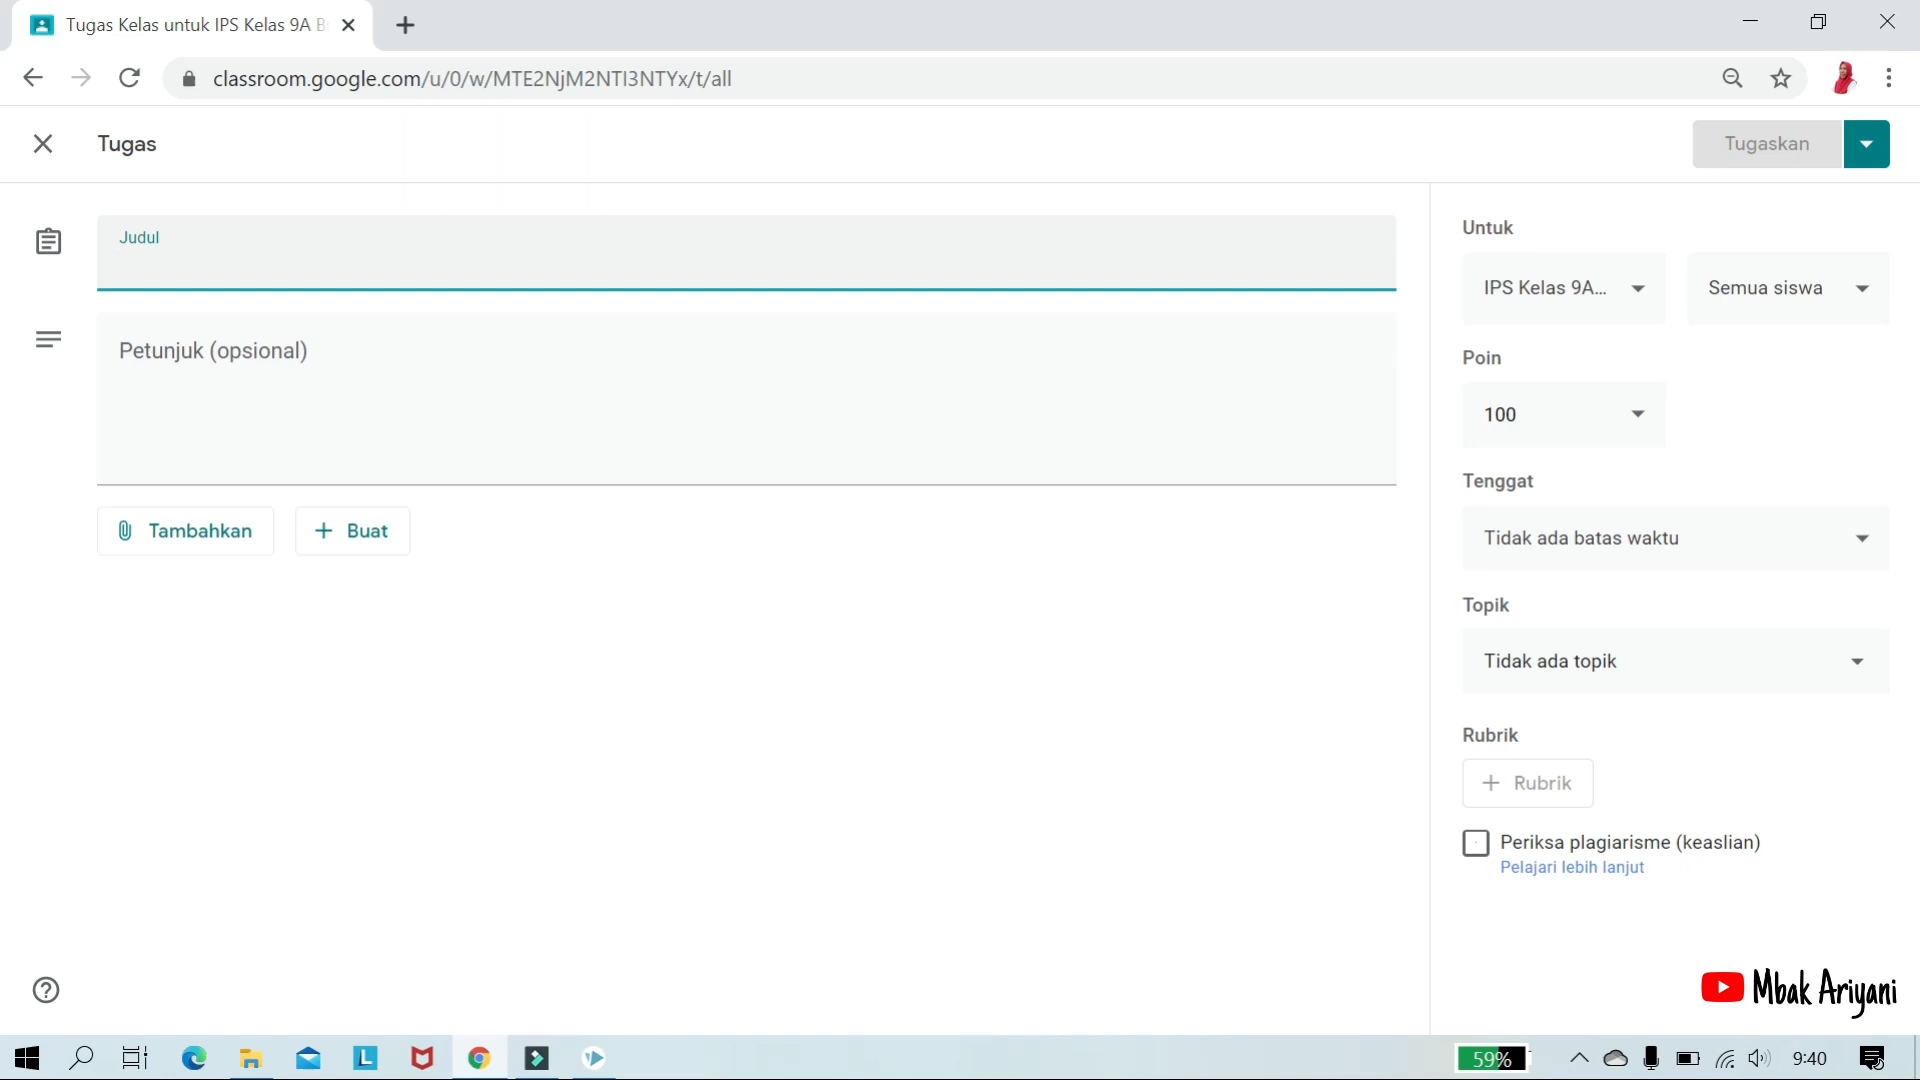 Tugas Kelas untuk IPS Kelas 9A B
classroom.google.com/u/0/w/MTE2NjM2NTI3NTYx/t/all
Tugas
Tugaskan
Judul
Petunjuk (opsional)
Tambahkan
Buat
Untuk
IPS Kelas 9A...
Semua siswa
Poin
100
Tenggat
Tidak ada batas waktu
Topik
Tidak ada topik
Rubrik
Rubrik
Periksa plagiarisme (keaslian)
Pelajari lebih lanjut
Mbak Ariyani
L
59%
9:40